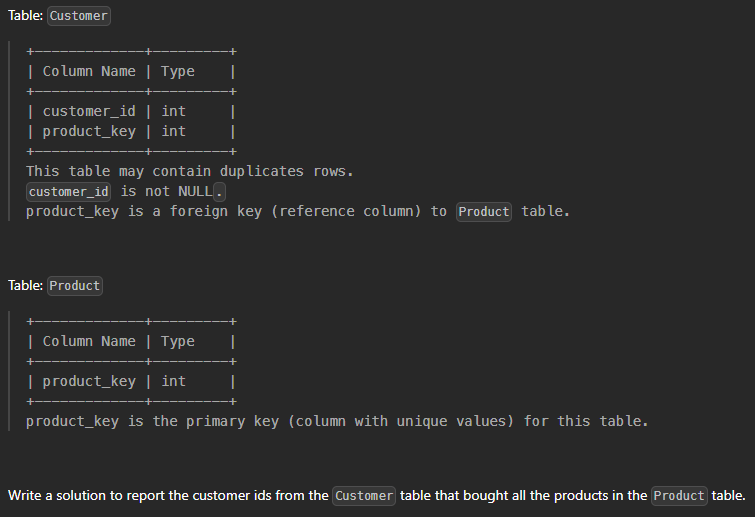 Table: Customer
+-------------+---------+
| Column Name | Type    |
+-------------+---------+
| customer_id | int     |
| product_key | int     |
+-------------+---------+
This table may contain duplicates rows.
customer_id is not NULL.
product_key is a foreign key (reference column) to Product table.
Table: Product
+-------------+---------+
| Column Name | Type    |
+-------------+---------+
| product_key | int     |
+-------------+---------+
product_key is the primary key (column with unique values) for this table.
Write a solution to report the customer ids from the Customer table that bought all the products in the Product table.